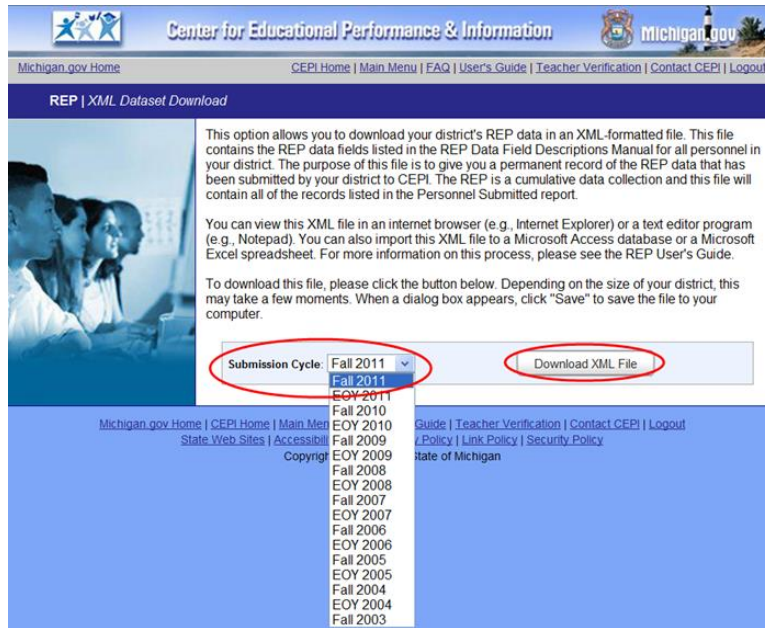 Center for Educational Performance & Information
Michigan.gov
Michigan.gov Home
CEPI Home | Main Menu | FAQ | User's Guide | Teacher Verification | Contact CEPI | Logout
REP | XML Dataset Download
This option allows you to download your district's REP data in an XML-formatted file. This file
contains the REP data fields listed in the REP Data Field Descriptions Manual for all personnel in
your district. The purpose of this file is to give you a permanent record of the REP data that has
been submitted by your district to CEPI. The REP is a cumulative data collection and this file will
contain all of the records listed in the Personnel Submitted report.
You can view this XML file in an internet browser (e.g., Internet Explorer) or a text editor program
(e.g., Notepad). You can also import this XML file to a Microsoft Access database or a Microsoft
Excel spreadsheet. For more information on this process, please see the REP User's Guide.
To download this file, please click the button below. Depending on the size of your district, this
may take a few moments. When a dialog box appears, click "Save" to save the file to your
computer.
Submission Cycle: Fall 2011 Download XML File
Fall 2011
EOY 2011
Fall 2010
Michigan.gov Home | CEPI Home | Main Men EOY 2010 Guide | Teacher Verification | Contact CEPI | Logout
State Web Sites | Accessibili Fall 2009 Policy | Link Policy | Security Policy
Copyrigh EOY 2009 State of Michigan
Fall 2008
EOY 2008
Fall 2007
EOY 2007
Fall 2006
EOY 2006
Fall 2005
EOY 2005
Fall 2004
EOY 2004
Fall 2003